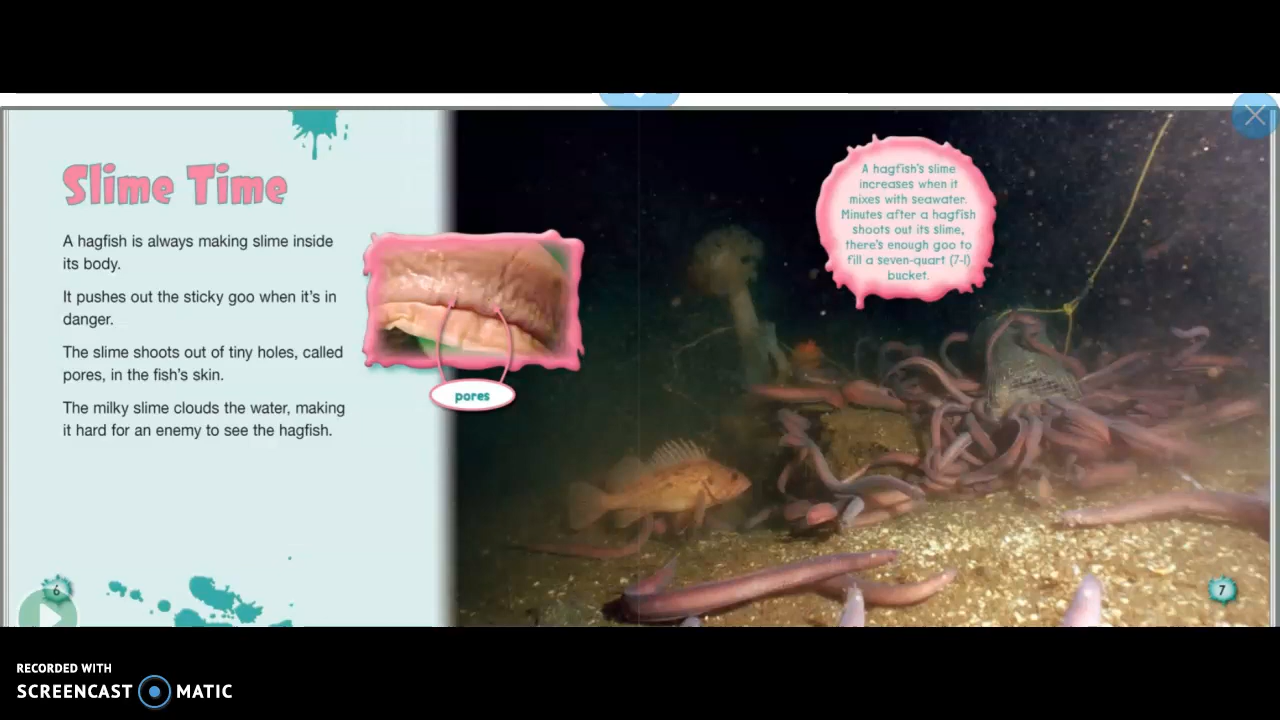 Slime Time
A hagfish is always making slime inside
its body.
It pushes out the sticky goo when it's in
danger.
The slime shoots out of tiny holes, called
pores, in the fish's skin.
The milky slime clouds the water, making
it hard for an enemy to see the hagfish.
pores
6
A hagfish's slime
increases when it
mixes with seawater.
Minutes after a hagfish
shoots out its slime,
there's enough goo to
fill a seven-quart (7-l)
bucket.
7
RECORDED WITH
SCREENCAST MATIC